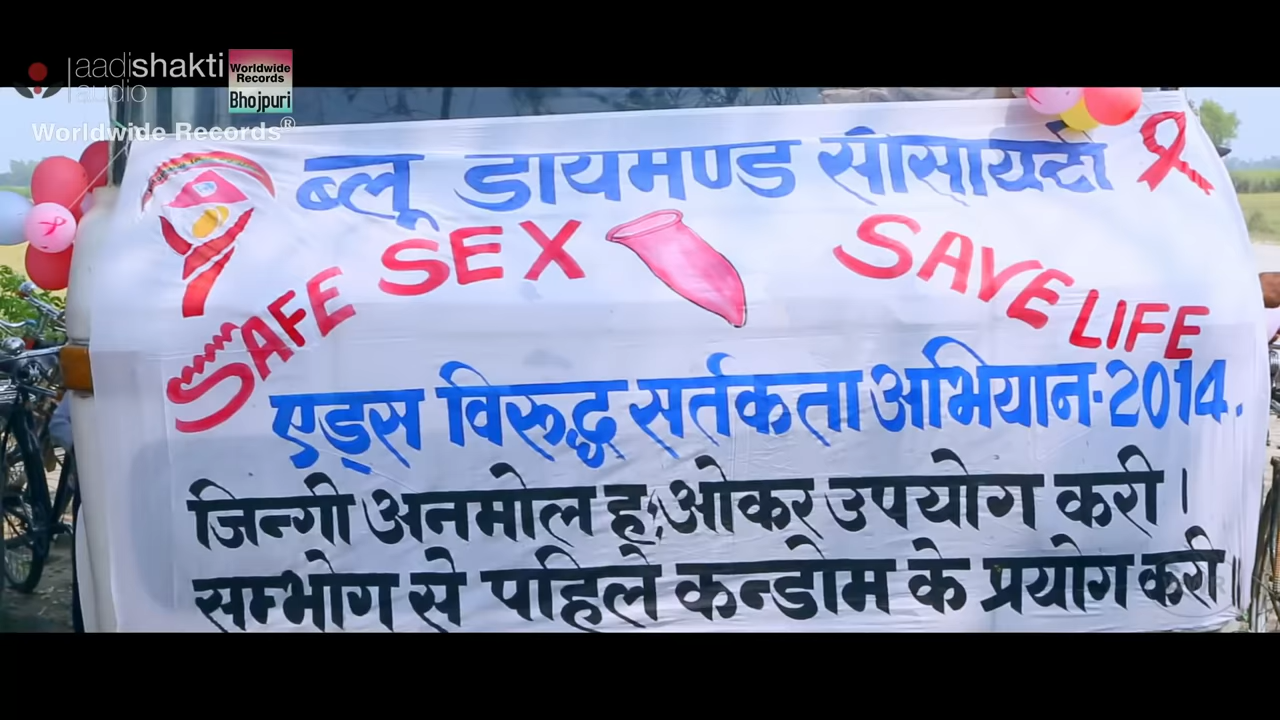 aadishakti
audio
Worldwide Records
Bhojpuri
Worldwide Records®
ब्लू डायमण्ड सोसायटी
SAFE SEX SAVE LIFE
एड्स विरूद्ध सर्तकता अभियान-2014.
जिन्गी अनमोल ह, ओकर उपयोग करी।
सम्भोग से पहिले कन्डोम के प्रयोग करी।